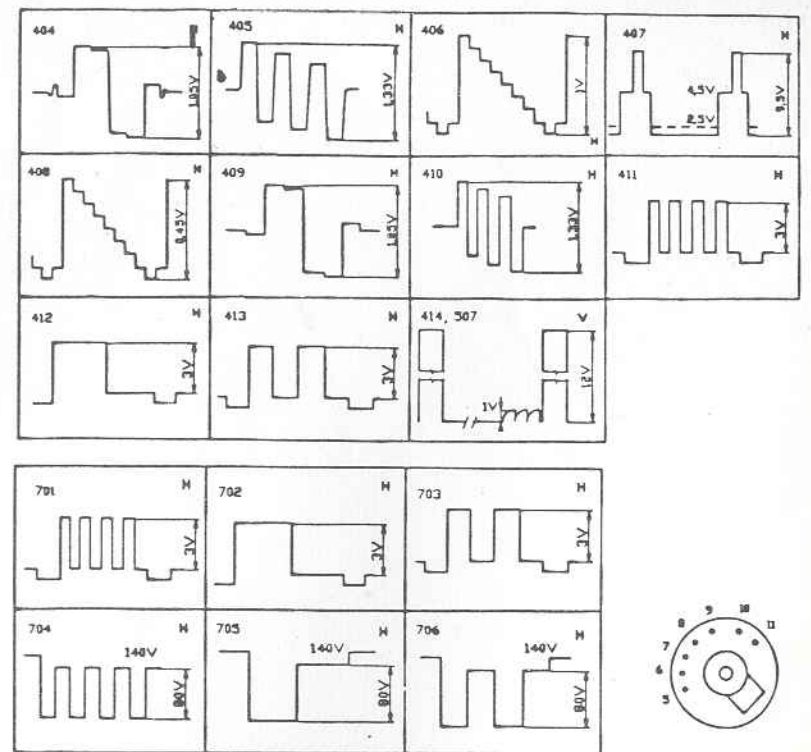 404 1,85V
405 H 1,33V
406 1V H
407 H 4,5V 2,5V 9,5V
408 H 0,45V
409 H 1,85V
410 H 1,33V
411 H 3V
412 H 3V
413 H 3V
414, 507 V 1V 12V
701 H 3V
702 H 3V
703 H 3V
704 H 140V 80V
705 H 140V 80V
706 H 140V 80V
5 6 7 8 9 10 11